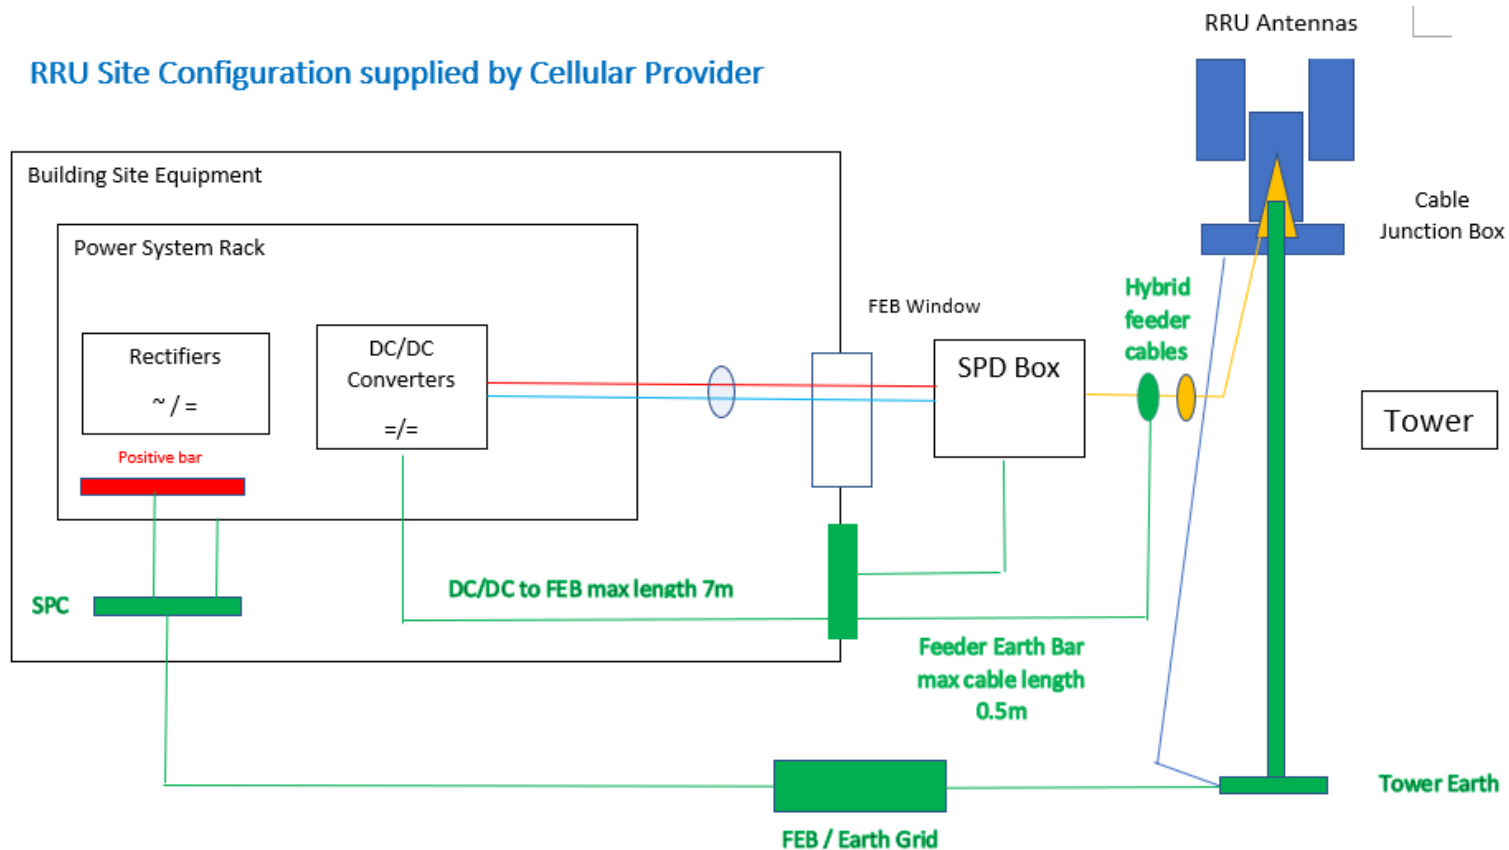 RRU Antennas
RRU Site Configuration supplied by Cellular Provider
Building Site Equipment
Power System Rack
Rectifiers
~ / =
Positive bar
DC/DC
Converters
=/=
FEB Window
SPD Box
Hybrid
feeder
cables
Cable
Junction Box
Tower
SPC
DC/DC to FEB max length 7m
Feeder Earth Bar
max cable length
0.5m
FEB / Earth Grid
Tower Earth